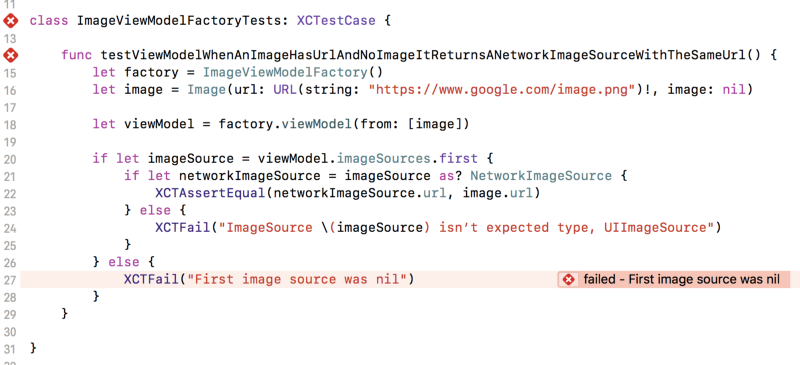 11
class ImageViewModelFactoryTests: XCTestCase {
13
func testViewModelWhenAnImageHasUrlAndNoImageItReturnsANetworkImageSourceWithTheSameUrl() {
15 let factory = ImageViewModelFactory()
16 let image = Image(url: URL(string: "https://www.google.com/image.png")!, image: nil)
17
18 let viewModel = factory.viewModel(from: [image])
19
20 if let imageSource = viewModel.imageSources.first {
21 if let networkImageSource = imageSource as? NetworkImageSource {
22 XCTAssertEqual(networkImageSource.url, image.url)
23 } else {
24 XCTFail("ImageSource \(imageSource) isn't expected type, UIImageSource")
25 }
26 } else {
27 XCTFail("First image source was nil") failed - First image source was nil
28 }
29 }
30
31 }